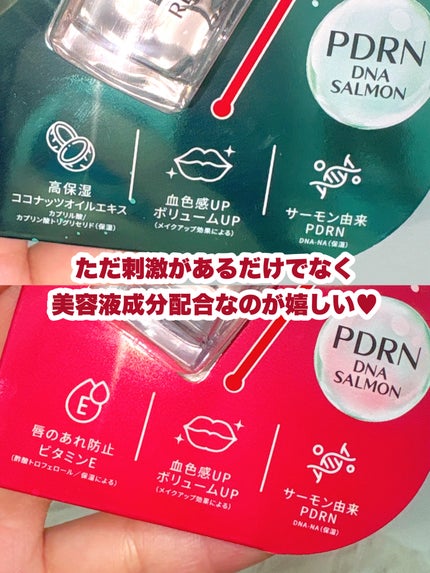 RE
PDRN
DNA
SALMON
高保湿
ココナッツオイルエキス
カプリル酸/
カプリン酸トリグリセリド(保湿)
血色感UP
ボリュームUP
(メイクアップ効果による)
サーモン由来
PDRN
DNA-NA(保湿)
ただ刺激があるだけでなく
美容液成分配合なのが嬉しい♥
PDRN
DNA
SALMON
E
唇のあれ防止
ビタミンE
(酢酸トコフェロール/保湿による)
血色感UP
ボリュームUP
(メイクアップ効果による)
サーモン由来
PDRN
DNA-NA(保湿)